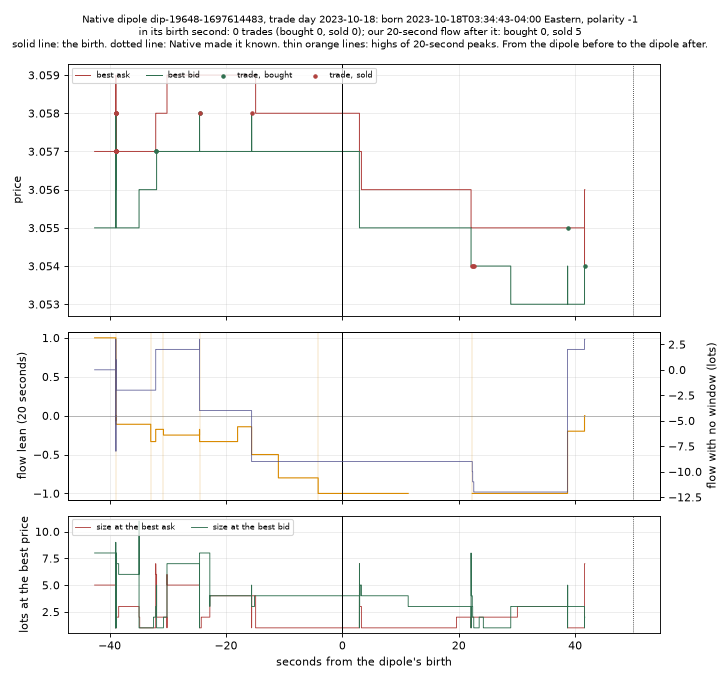 Native dipole dip-19648-1697614483, trade day 2023-10-18: born 2023-10-18T03:34:43-04:00 Eastern, polarity -1
in its birth second: 0 trades (bought 0, sold 0); our 20-second flow after it: bought 0, sold 5
solid line: the birth. dotted line: Native made it known. thin orange lines: highs of 20-second peaks. From the dipole before to the dipole after.
best ask
best bid
trade, bought
trade, sold
3.059
3.058
3.057
3.056
3.055
3.054
3.053
price
1.0
0.5
0.0
−0.5
−1.0
flow lean (20 seconds)
2.5
0.0
−2.5
−5.0
−7.5
−10.0
−12.5
flow with no window (lots)
size at the best ask
size at the best bid
10.0
7.5
5.0
2.5
lots at the best price
−40
−20
0
20
40
seconds from the dipole's birth